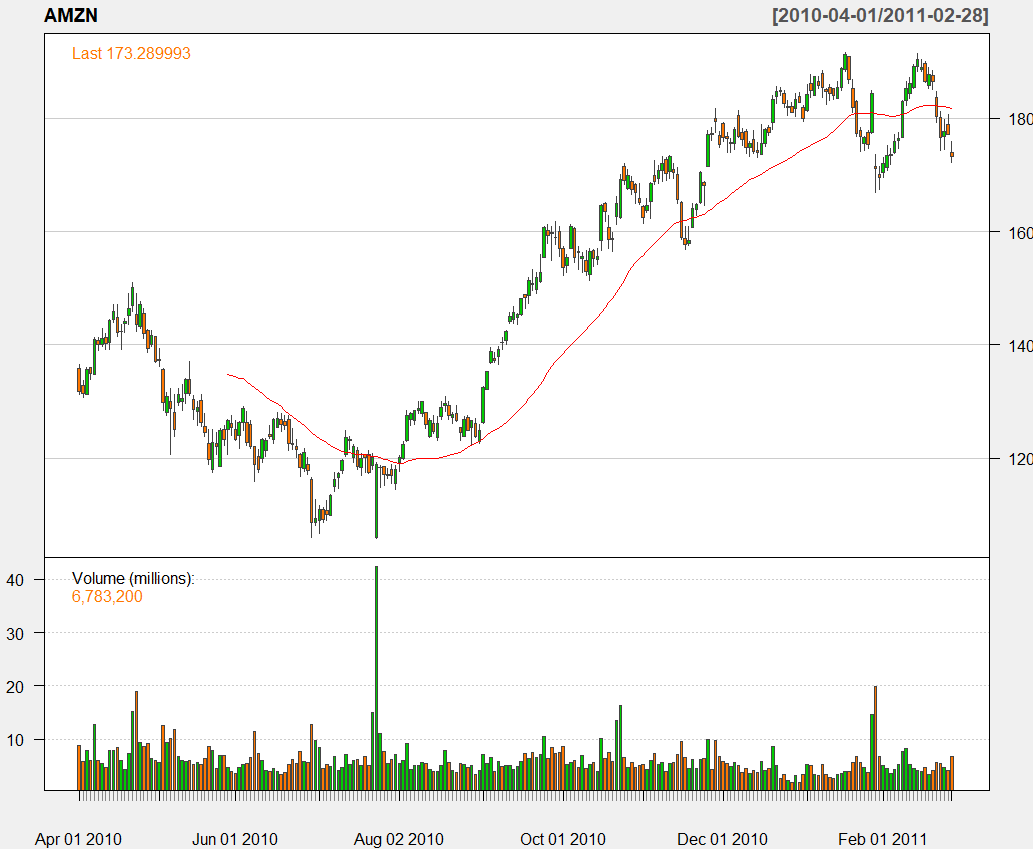 AMZN [2010-04-01/2011-02-28]
Last 173.289993
180
160
140
120
Volume (millions):
6,783,200
40
30
20
10
Apr 01 2010 Jun 01 2010 Aug 02 2010 Oct 01 2010 Dec 01 2010 Feb 01 2011